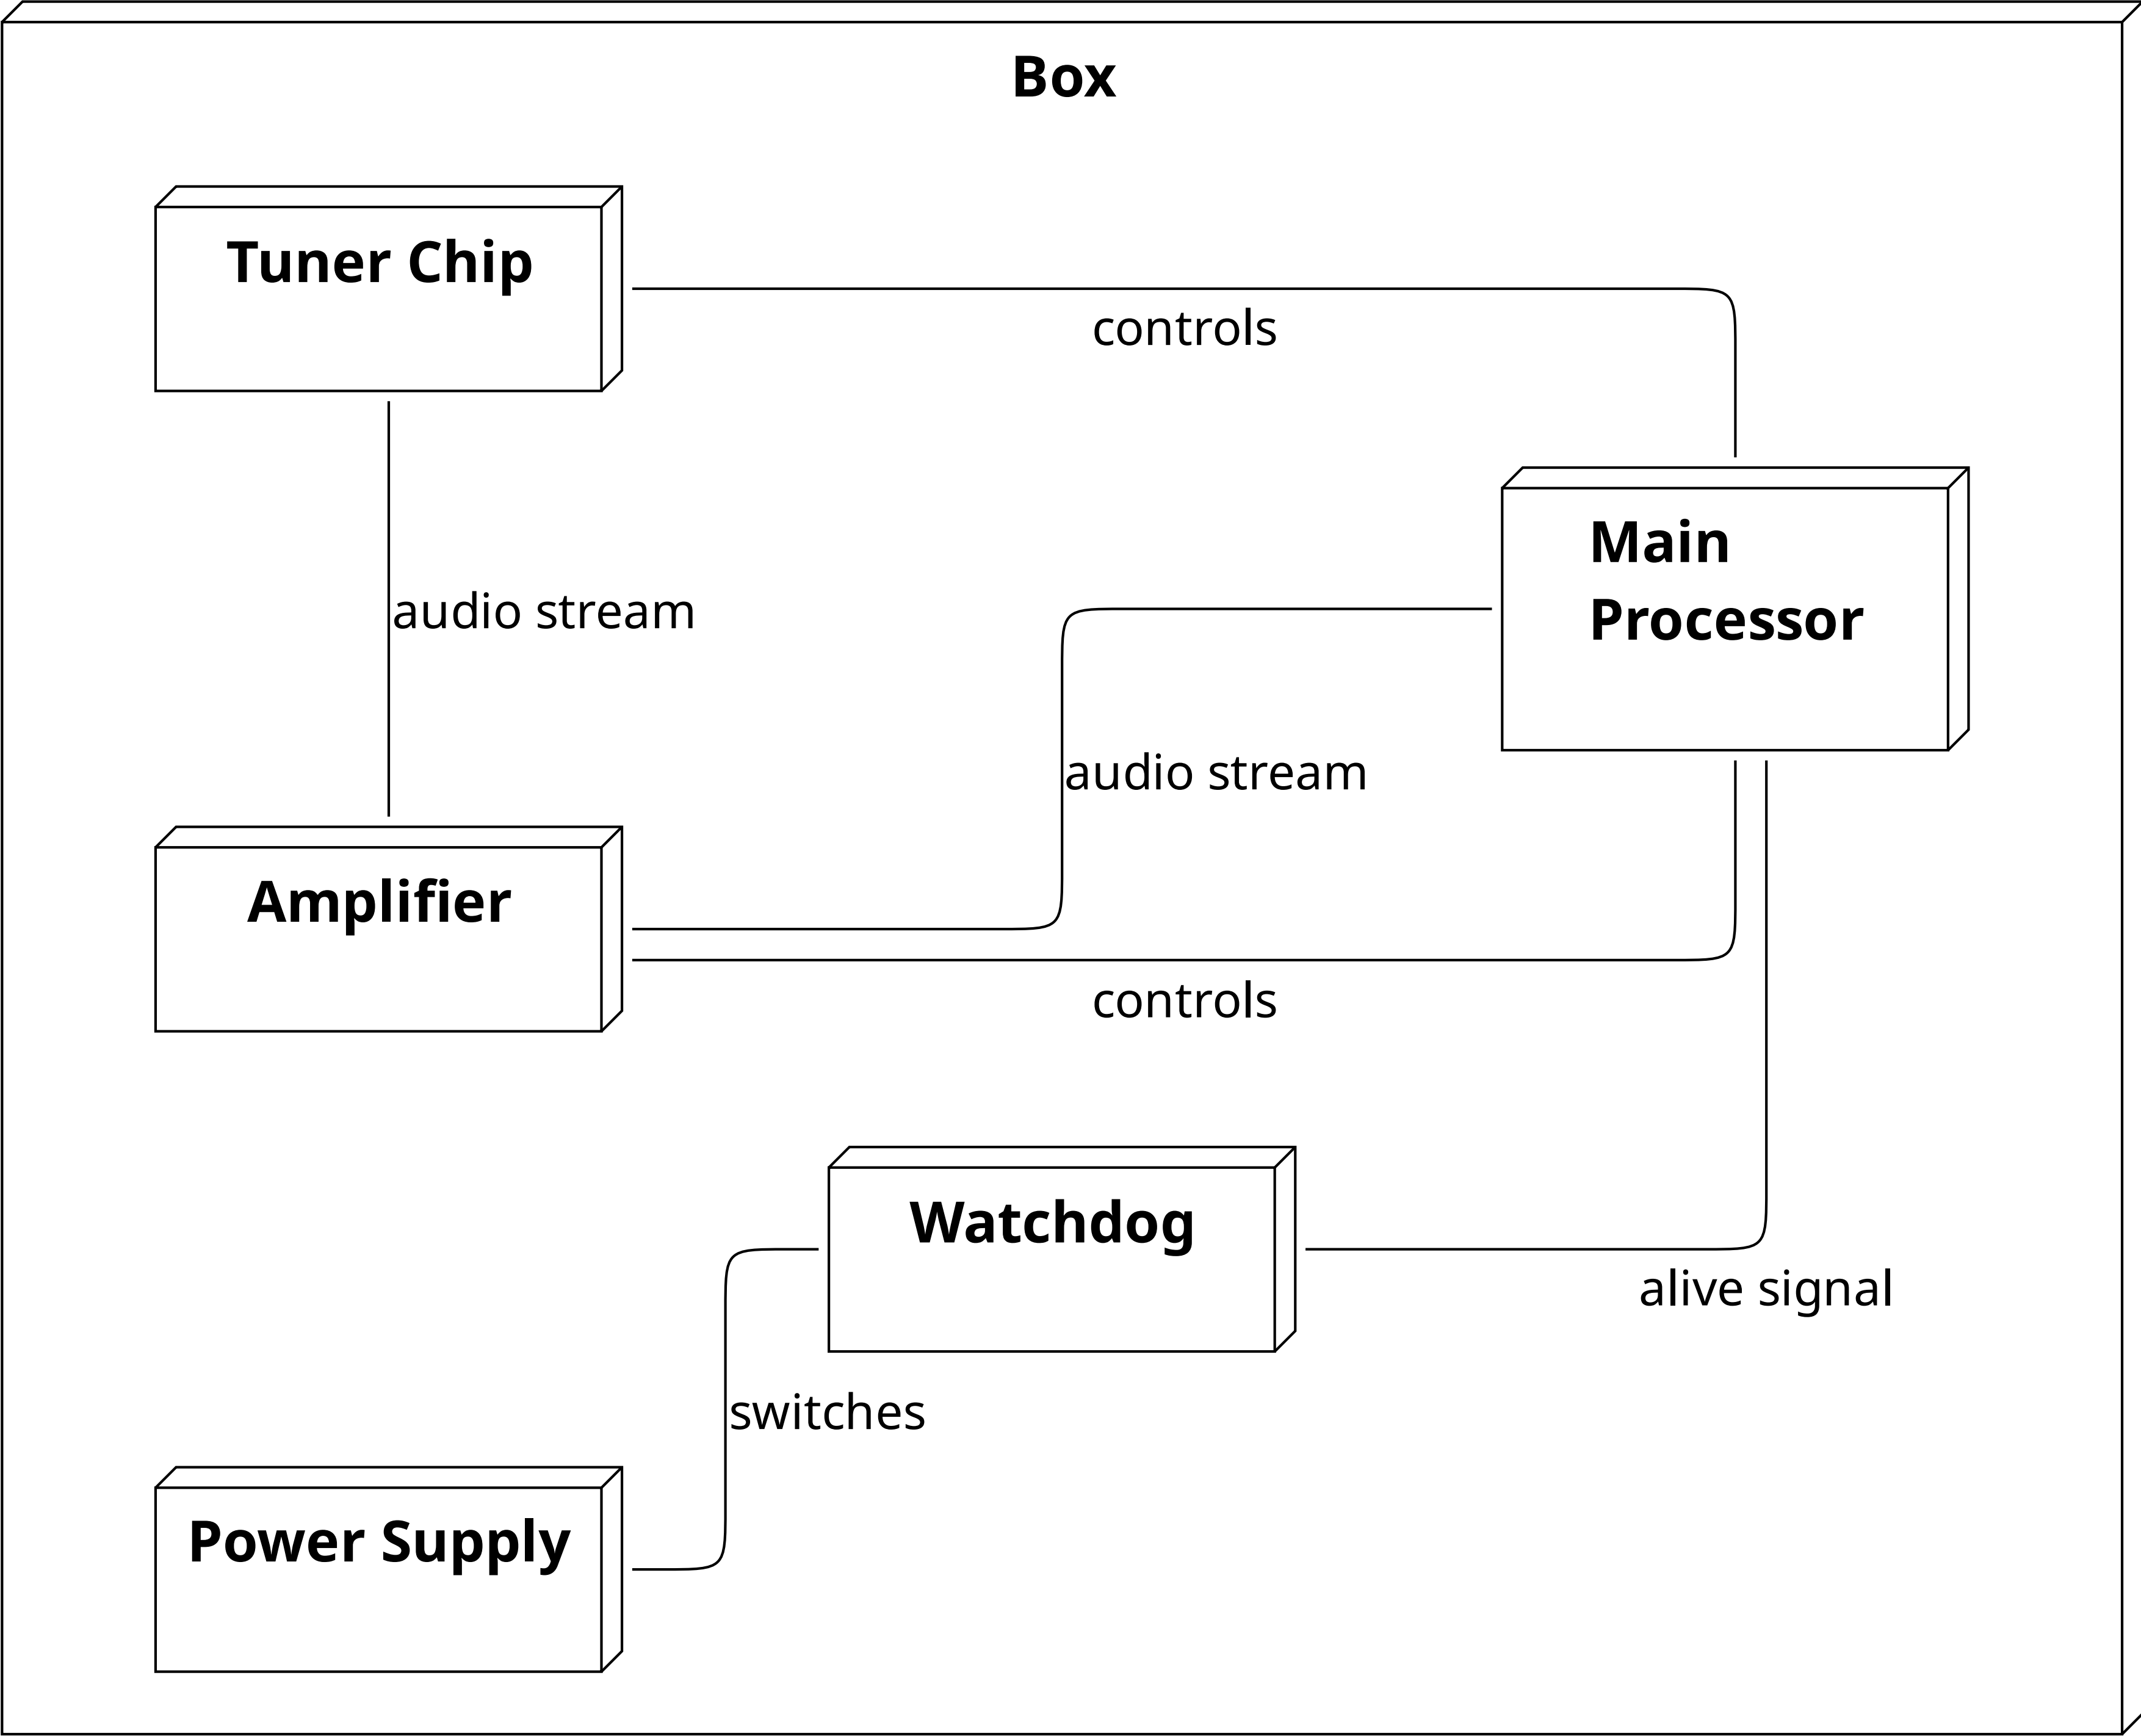 Box
Tuner Chip
controls
Main
Processor
audio stream
audio stream
Amplifier
controls
Watchdog
alive signal
switches
Power Supply